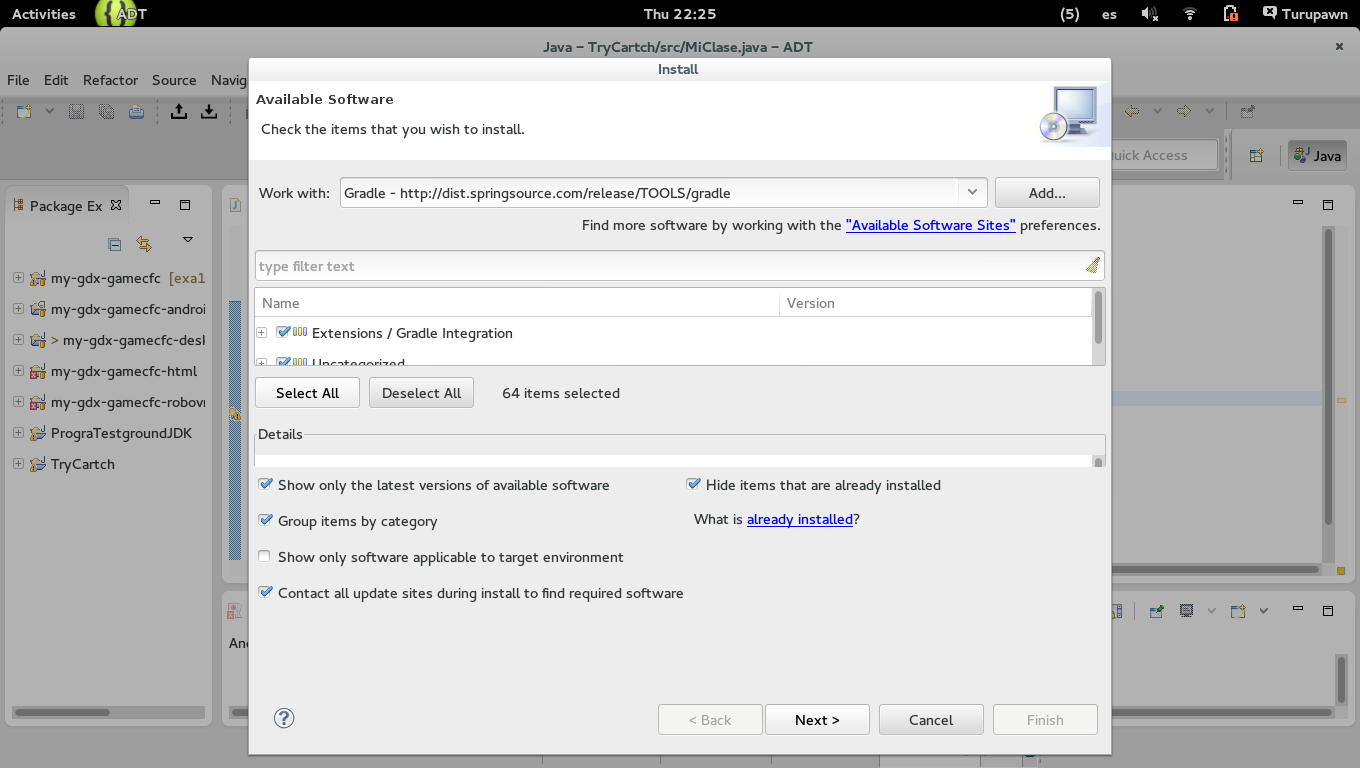 Activities ADT Thu 22:25 (5) es Turupawn
Java – TryCartch/src/MiClase.java – ADT
Install
File Edit Refactor Source Navig
Available Software
Check the items that you wish to install.
uick Access Java
Work with: Gradle - http://dist.springsource.com/release/TOOLS/gradle Add...
Package Ex
Find more software by working with the "Available Software Sites" preferences.
type filter text
my-gdx-gamecfc [exa1
Name Version
my-gdx-gamecfc-androi
Extensions / Gradle Integration
> my-gdx-gamecfc-desl
Uncategorized
my-gdx-gamecfc-html
Select All Deselect All 64 items selected
my-gdx-gamecfc-robovr
PrograTestgroundJDK
Details
TryCartch
Show only the latest versions of available software Hide items that are already installed
Group items by category What is already installed?
Show only software applicable to target environment
Contact all update sites during install to find required software
An
? < Back Next > Cancel Finish